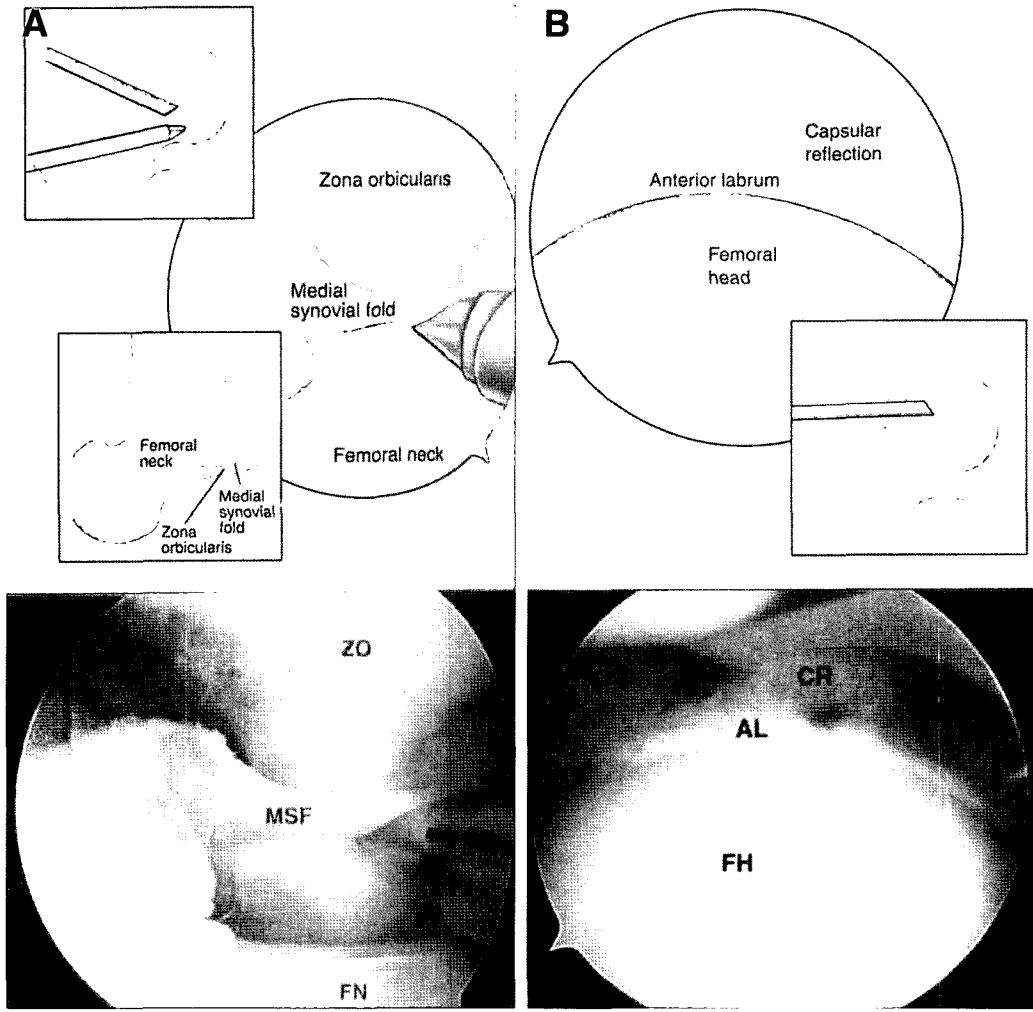 A
Zona orbicularis
Medial
synovial fold
Femoral neck
Femoral
neck
Medial
synovial
fold
Zona
orbicularis
ZO
MSF
FN
B
Capsular
reflection
Anterior labrum
Femoral
head
CR
AL
FH